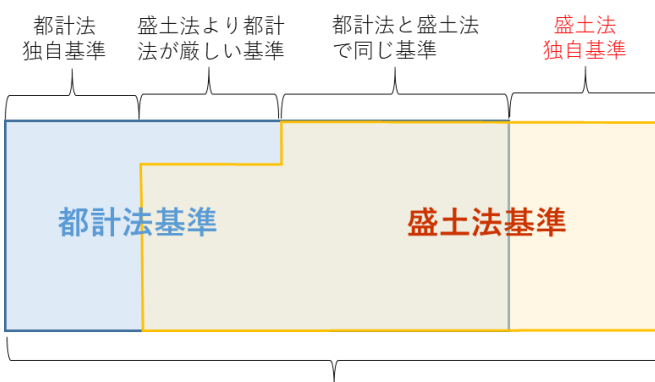 都計法
独自基準
盛土法より都計
法が厳しい基準
都計法と盛土法
で同じ基準
盛土法
独自基準
都計法基準
盛土法基準